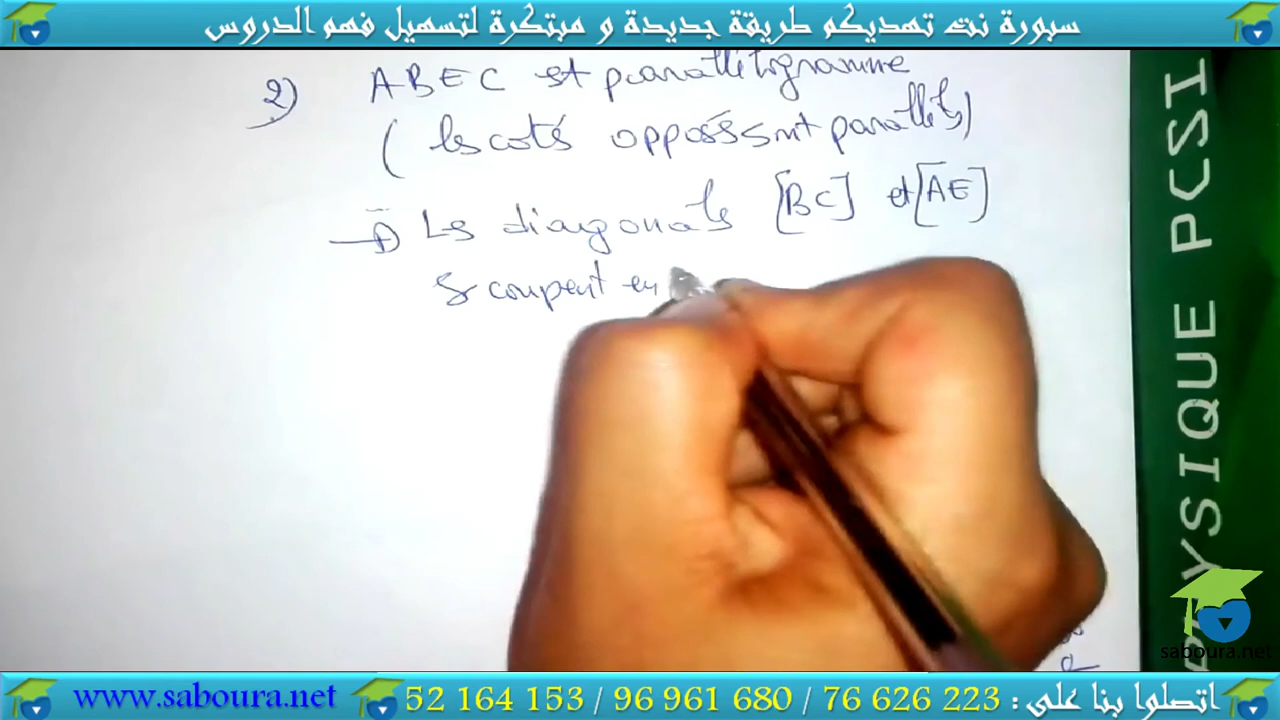 سبورة نت تهديكم طريقة جديدة و مبتكرة لتسهيل فهم الدروس
2) ABEC est parallélogramme
(les cotés opposés sont parallèls)
Les diagonals [BC] et [AE]
se coupent en
PHYSIQUE PCSI
saboura.net
www.saboura.net 52 164 153 / 96 961 680 / 76 626 223 : اتصلوا بنا على